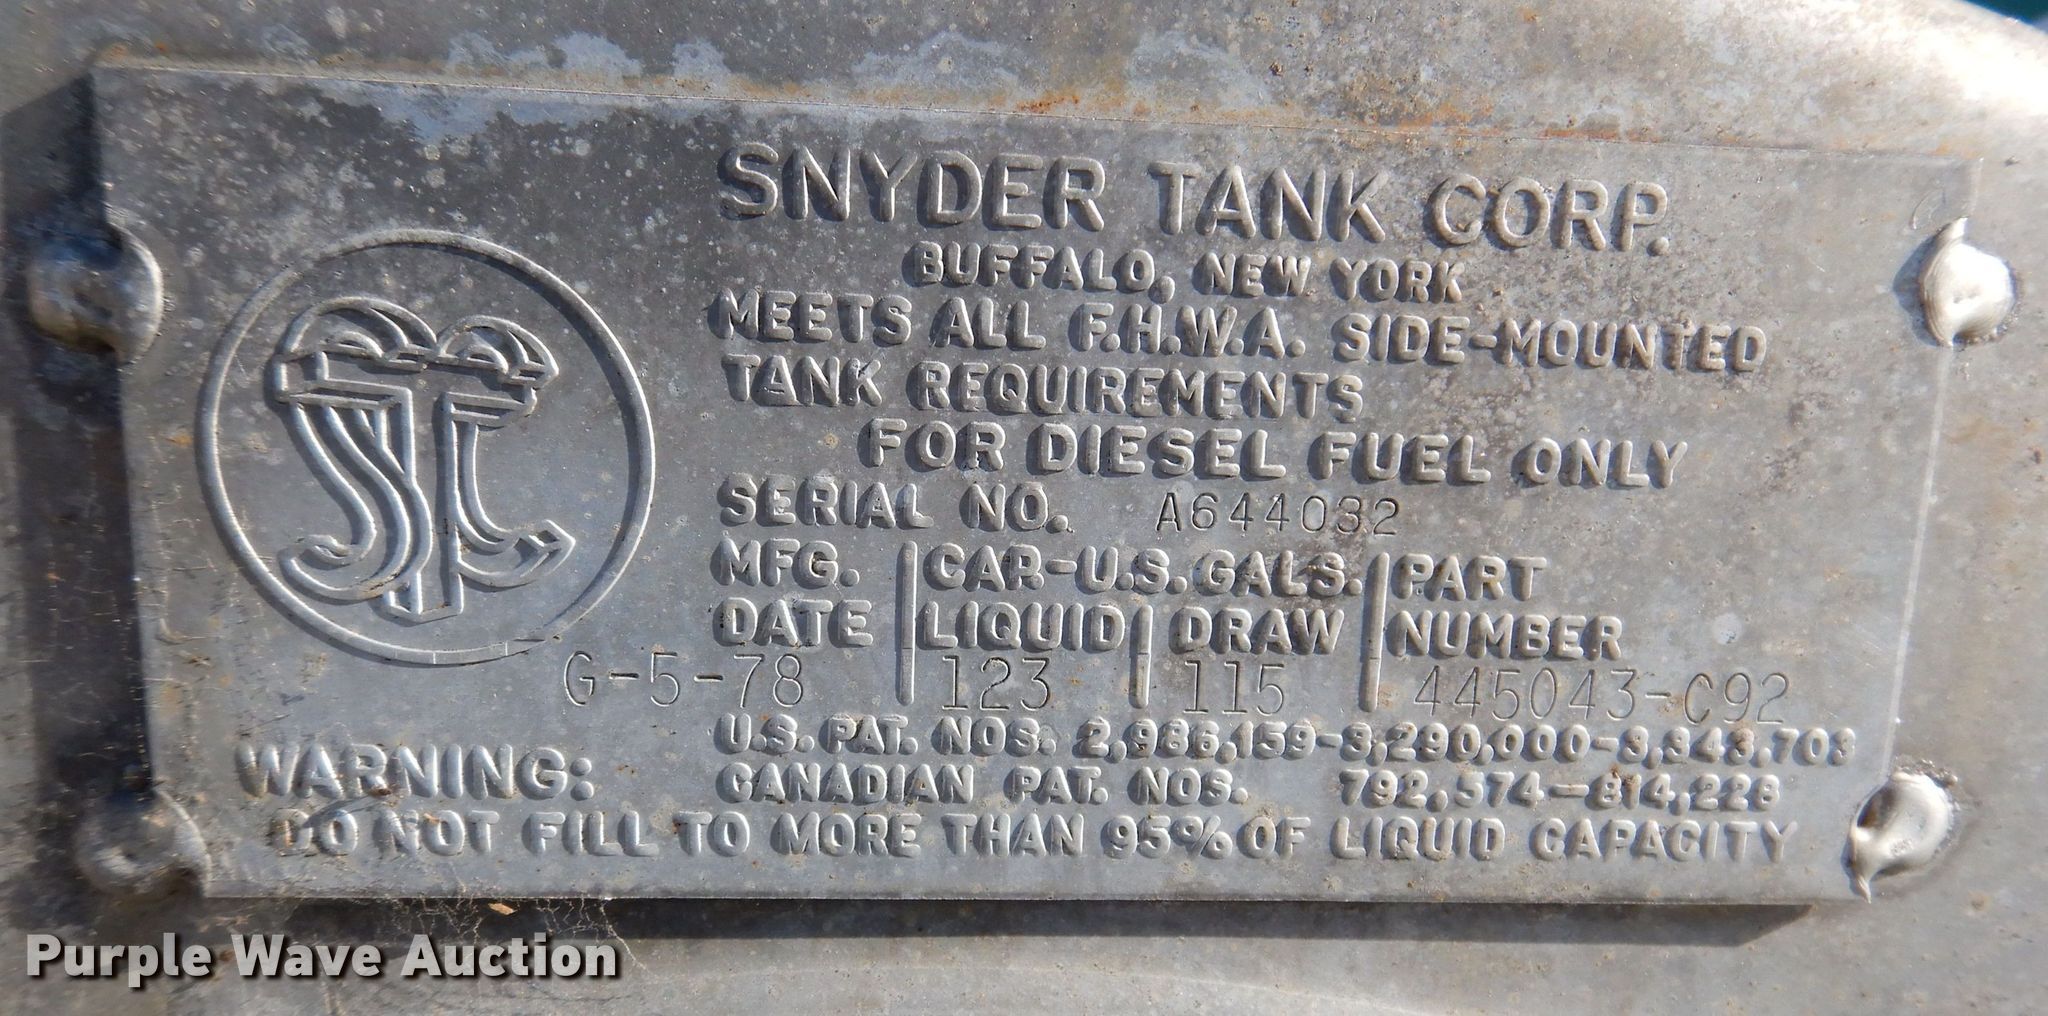 SNYDER TANK CORP.
BUFFALO, NEW YORK
MEETS ALL F.H.W.A. SIDE-MOUNTED
TANK REQUIREMENTS
FOR DIESEL FUEL ONLY
SERIAL NO. A644032
MFG. CAP.-U.S. GALS. PART
DATE LIQUID DRAW NUMBER
G-5-78 123 115 445043-C92
U.S. PAT. NOS. 2,986,159-3,290,000-3,343,703
CANADIAN PAT. NOS. 792,574-814,228
WARNING:
DO NOT FILL TO MORE THAN 95% OF LIQUID CAPACITY
STC
Purple Wave Auction